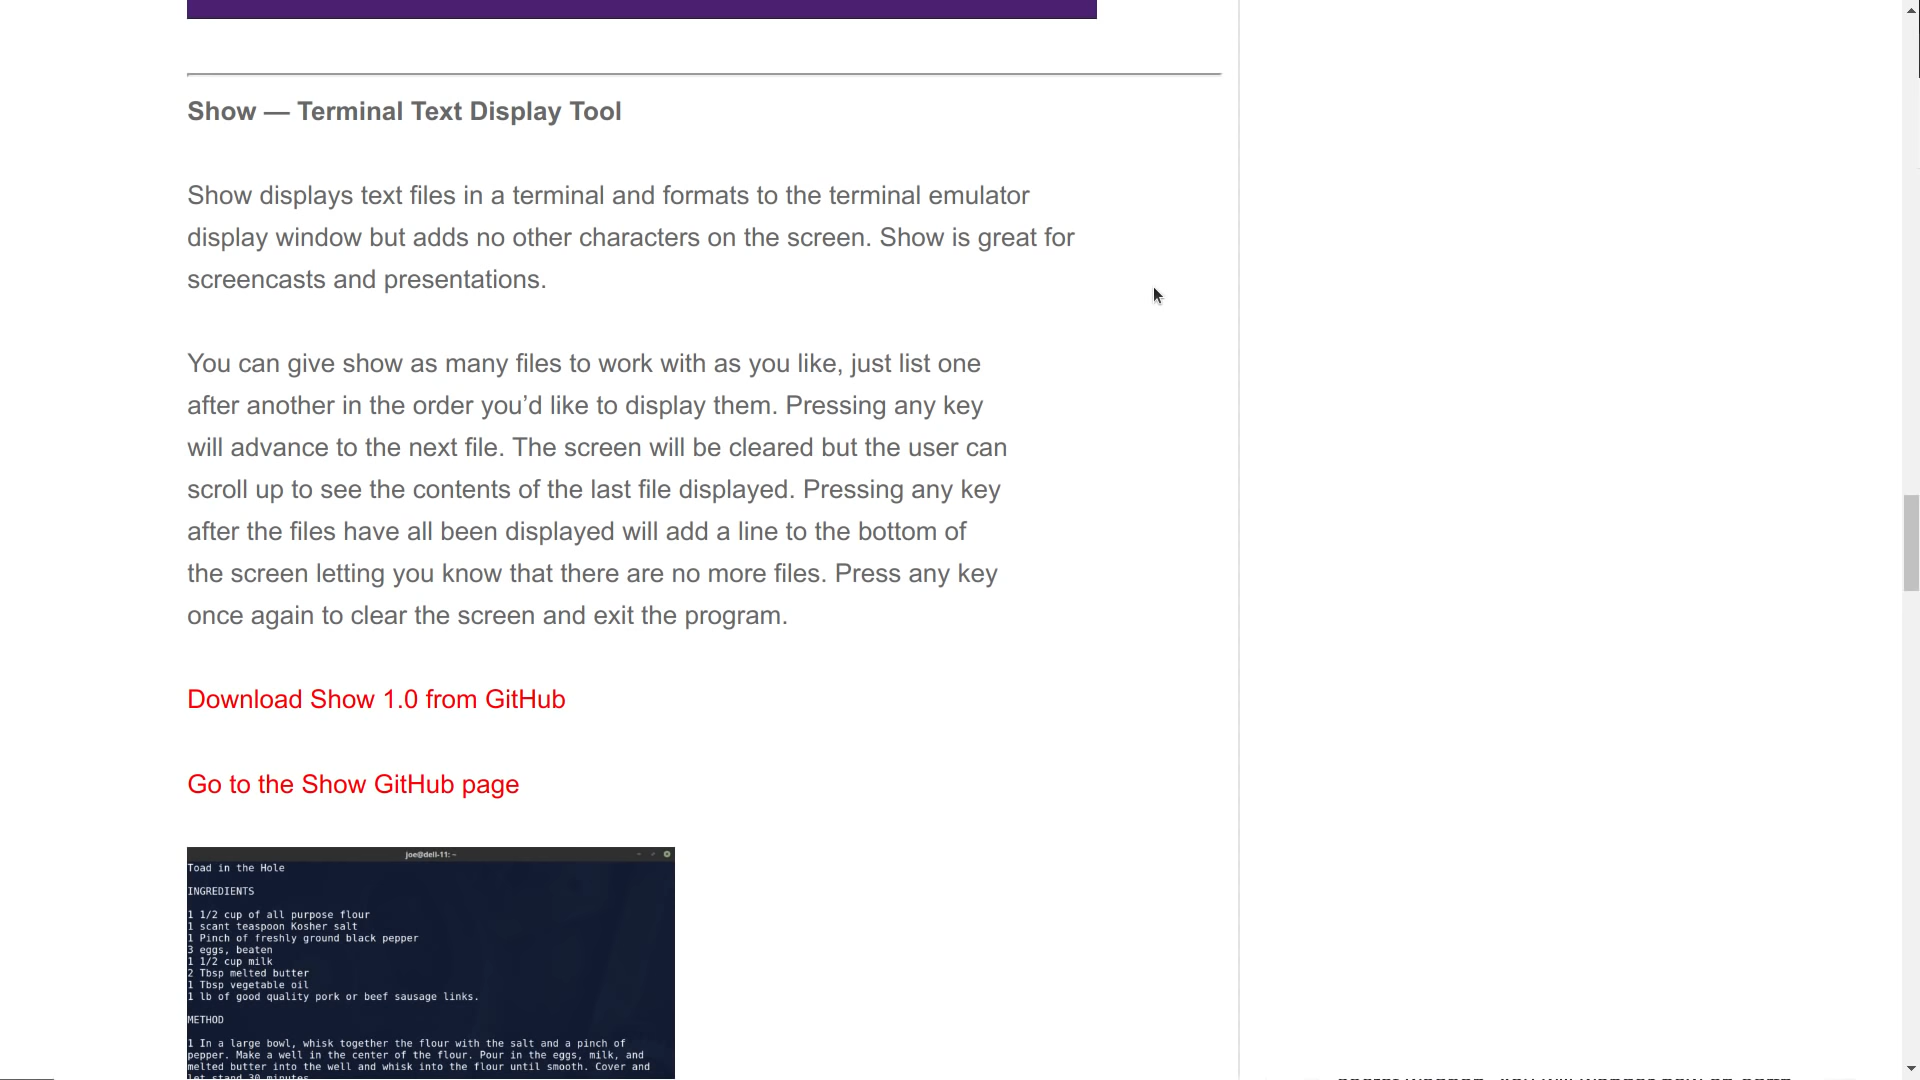 Show — Terminal Text Display Tool
Show displays text files in a terminal and formats to the terminal emulator
display window but adds no other characters on the screen. Show is great for
screencasts and presentations.
You can give show as many files to work with as you like, just list one
after another in the order you’d like to display them. Pressing any key
will advance to the next file. The screen will be cleared but the user can
scroll up to see the contents of the last file displayed. Pressing any key
after the files have all been displayed will add a line to the bottom of
the screen letting you know that there are no more files. Press any key
once again to clear the screen and exit the program.
Download Show 1.0 from GitHub
Go to the Show GitHub page
joe@dell-11: ~
Toad in the Hole
INGREDIENTS
1 1/2 cup of all purpose flour
1 scant teaspoon Kosher salt
1 Pinch of freshly ground black pepper
3 eggs, beaten
1 1/2 cup milk
2 Tbsp melted butter
1 Tbsp vegetable oil
1 lb of good quality pork or beef sausage links.
METHOD
1 In a large bowl, whisk together the flour with the salt and a pinch of
pepper. Make a well in the center of the flour. Pour in the eggs, milk, and
melted butter into the well and whisk into the flour until smooth. Cover and
let stand 30 minutes